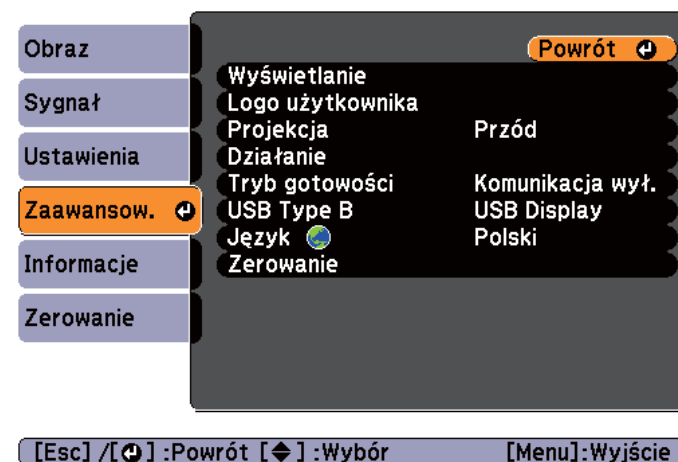 Obraz
Sygnał
Ustawienia
Zaawansow.
Informacje
Zerowanie
Powrót
Wyświetlanie
Logo użytkownika
Projekcja Przód
Działanie
Tryb gotowości Komunikacja wył.
USB Type B USB Display
Język Polski
Zerowanie
[Esc] /[ ] :Powrót [ ] :Wybór [Menu]:Wyjście